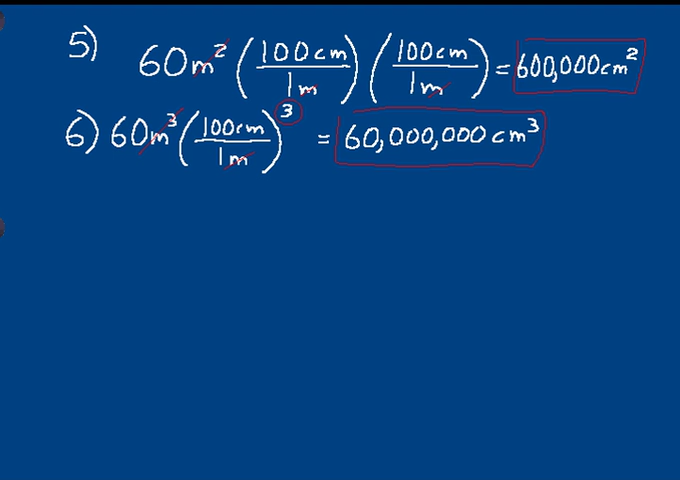 5) 60m² (100cm/1m) (100cm/1m) = 600,000cm²
6) 60m³ (100cm/1m)³ = 60,000,000cm³